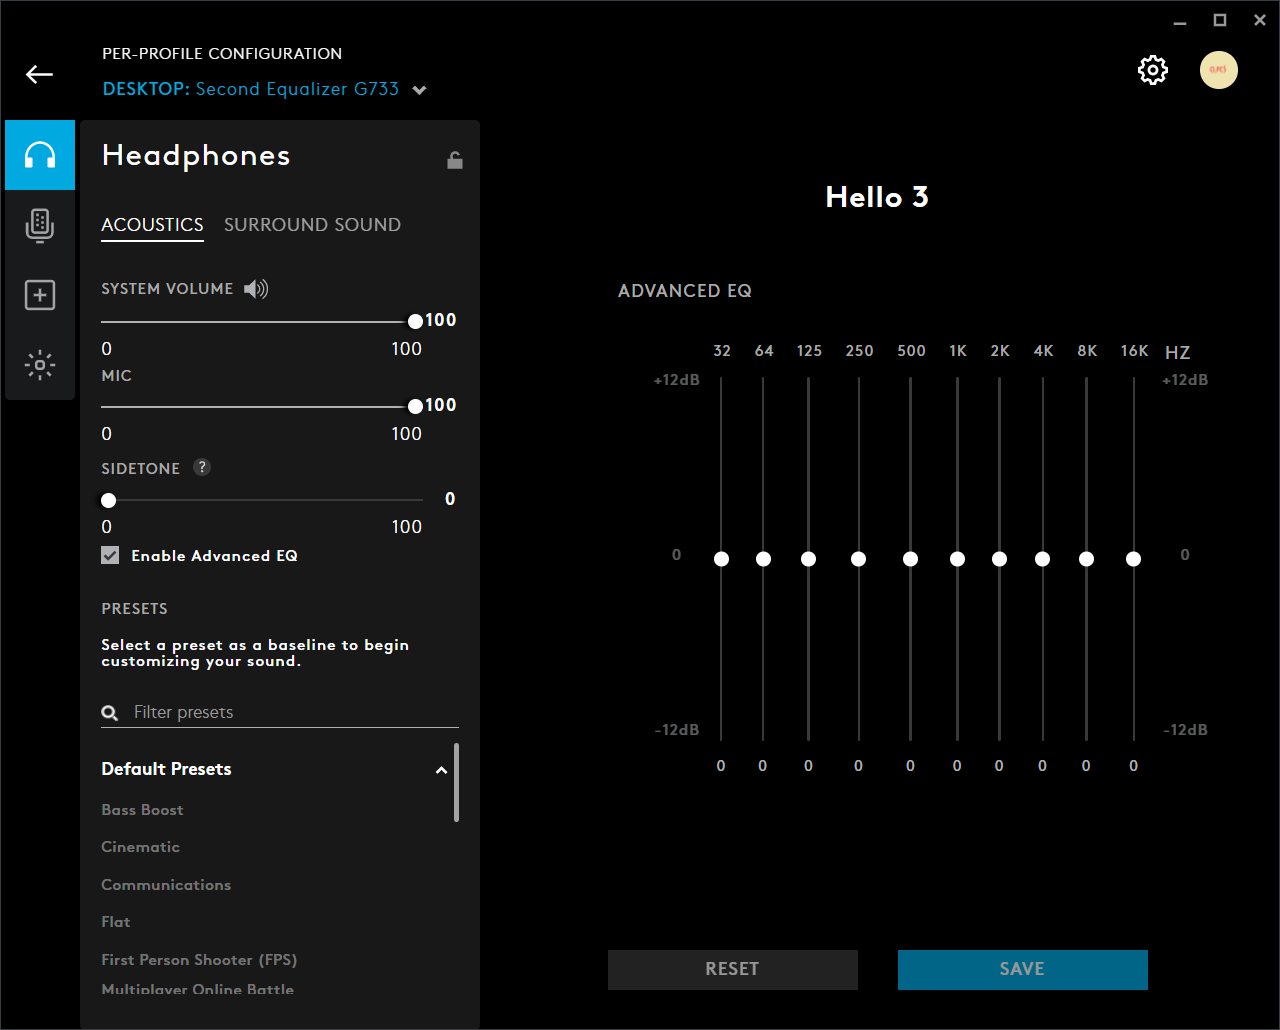 PER-PROFILE CONFIGURATION
DESKTOP: Second Equalizer G733
Headphones
ACOUSTICS SURROUND SOUND
SYSTEM VOLUME
100
0 100
MIC
100
0 100
SIDETONE ?
0
0 100
Enable Advanced EQ
PRESETS
Select a preset as a baseline to begin
customizing your sound.
Filter presets
Default Presets
Bass Boost
Cinematic
Communications
Flat
First Person Shooter (FPS)
Multiplayer Online Battle
Hello 3
ADVANCED EQ
32 64 125 250 500 1K 2K 4K 8K 16K HZ
+12dB +12dB
0 0
-12dB -12dB
0 0 0 0 0 0 0 0 0 0
RESET SAVE